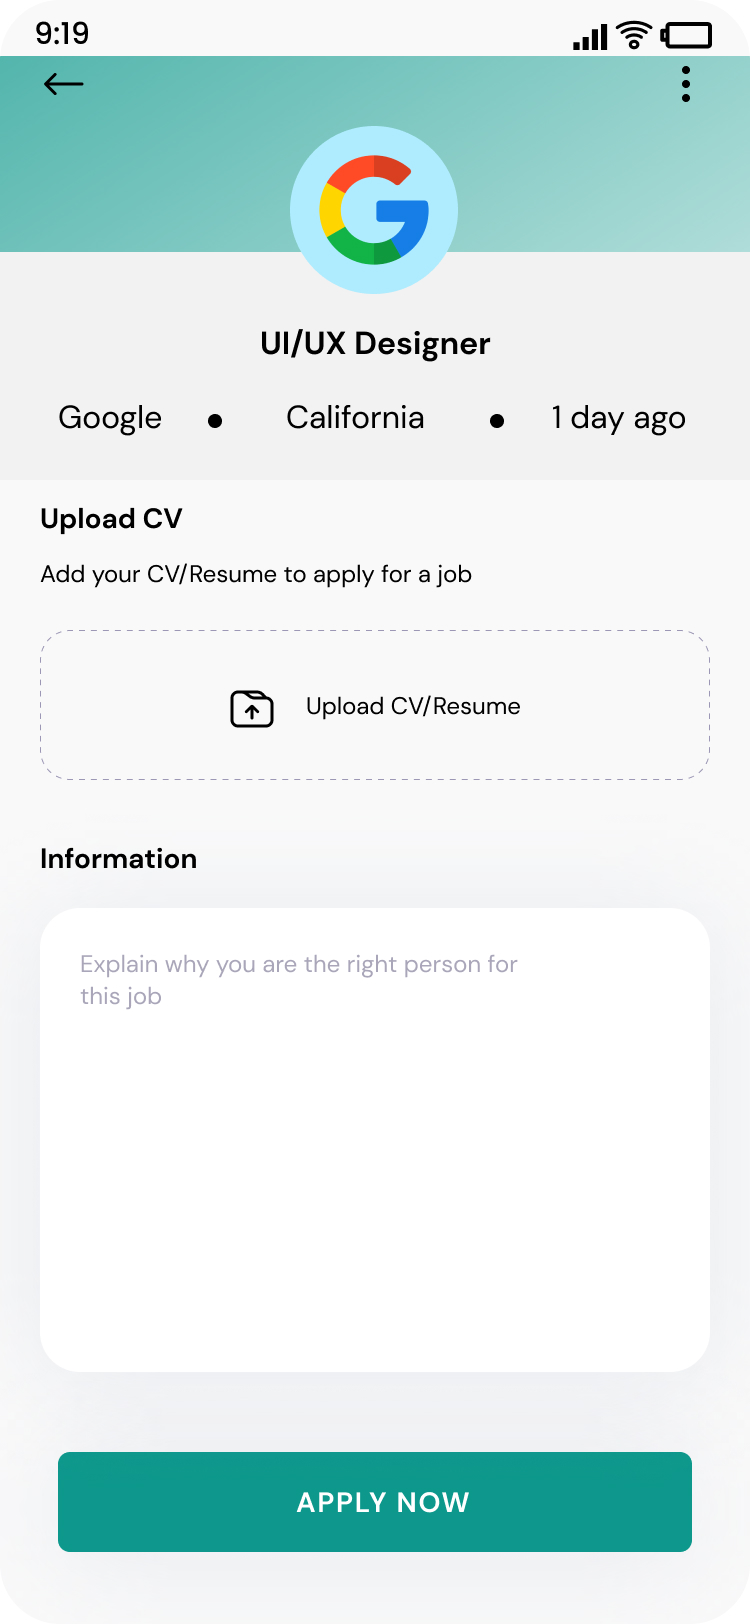 9:19
UI/UX Designer
Google • California • 1 day ago
Upload CV
Add your CV/Resume to apply for a job
Upload CV/Resume
Information
Explain why you are the right person for
this job
APPLY NOW